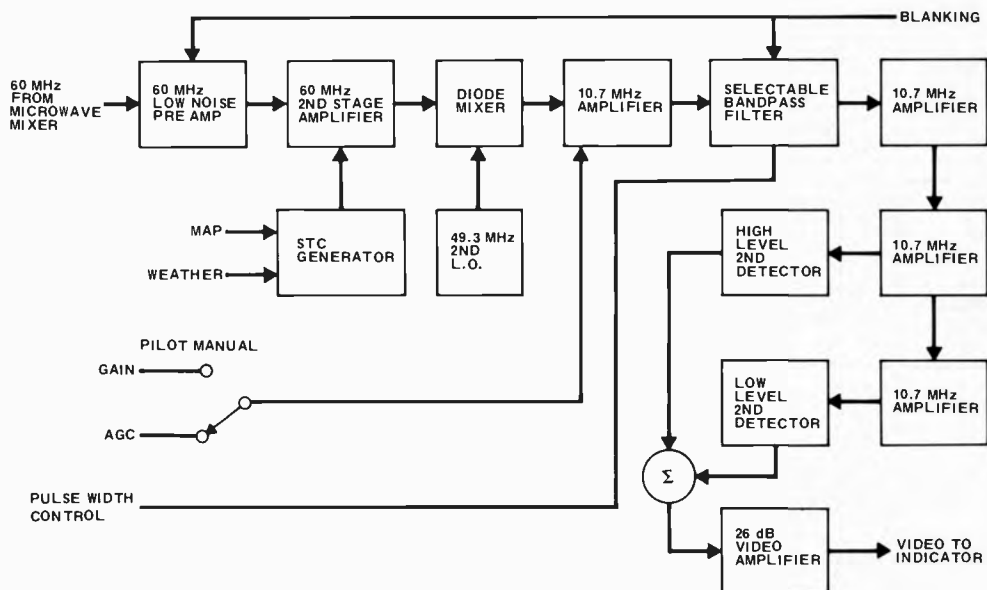 BLANKING
60 MHz
FROM
MICROWAVE
MIXER
60 MHz
LOW NOISE
PRE AMP
60 MHz
2ND STAGE
AMPLIFIER
DIODE
MIXER
10.7 MHz
AMPLIFIER
SELECTABLE
BANDPASS
FILTER
10.7 MHz
AMPLIFIER
MAP
WEATHER
STC
GENERATOR
49.3 MHz
2ND
L.O.
HIGH
LEVEL
2ND
DETECTOR
10.7 MHz
AMPLIFIER
PILOT MANUAL
GAIN
AGC
LOW
LEVEL
2ND
DETECTOR
10.7 MHz
AMPLIFIER
Σ
PULSE WIDTH
CONTROL
26 dB
VIDEO
AMPLIFIER
VIDEO TO
INDICATOR